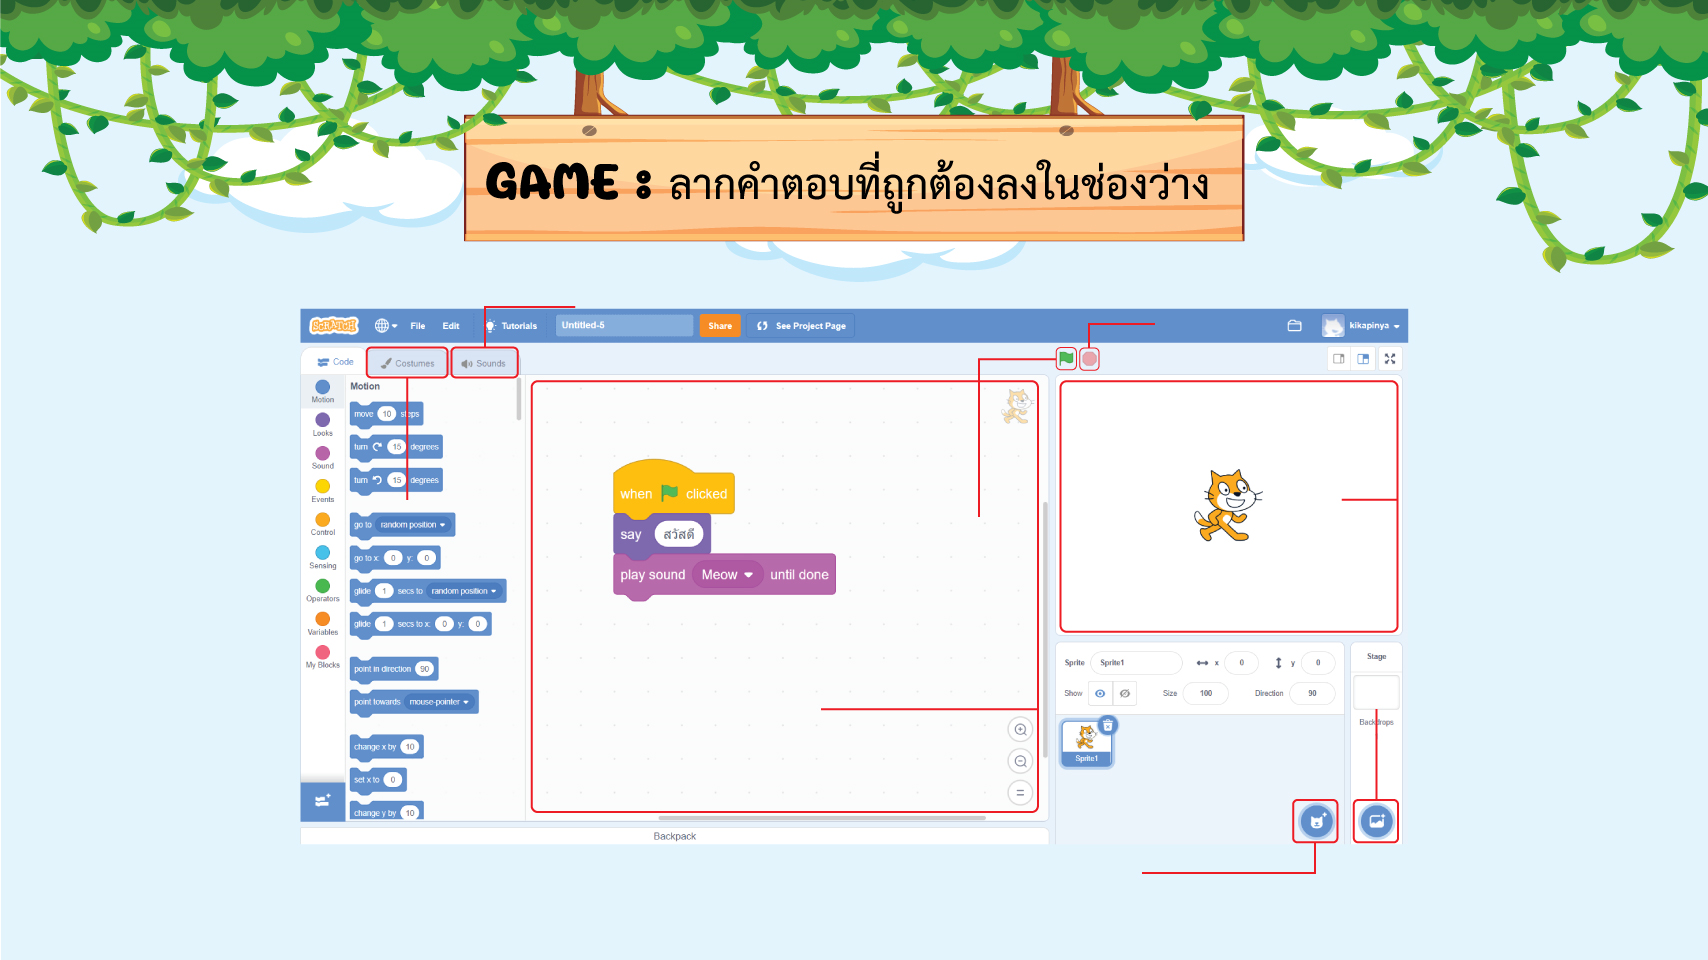 GAME : ลากคำตอบที่ถูกต้องลงในช่องว่าง
SCRATCH File Edit Tutorials Untitled-5 Share See Project Page kikapinya
Code Costumes Sounds
Motion
Looks
Sound
Events
Control
Sensing
Operators
Variables
My Blocks
Motion
move 10 steps
turn 15 degrees
turn 15 degrees
go to random position
go to x: 0 y: 0
glide 1 secs to random position
glide 1 secs to x: 0 y: 0
point in direction 90
point towards mouse-pointer
change x by 10
set x to 0
change y by 10
when clicked
say สวัสดี
play sound Meow until done
Backpack
Sprite Sprite1 x 0 y 0
Show Size 100 Direction 90
Sprite1
Stage
Backdrops